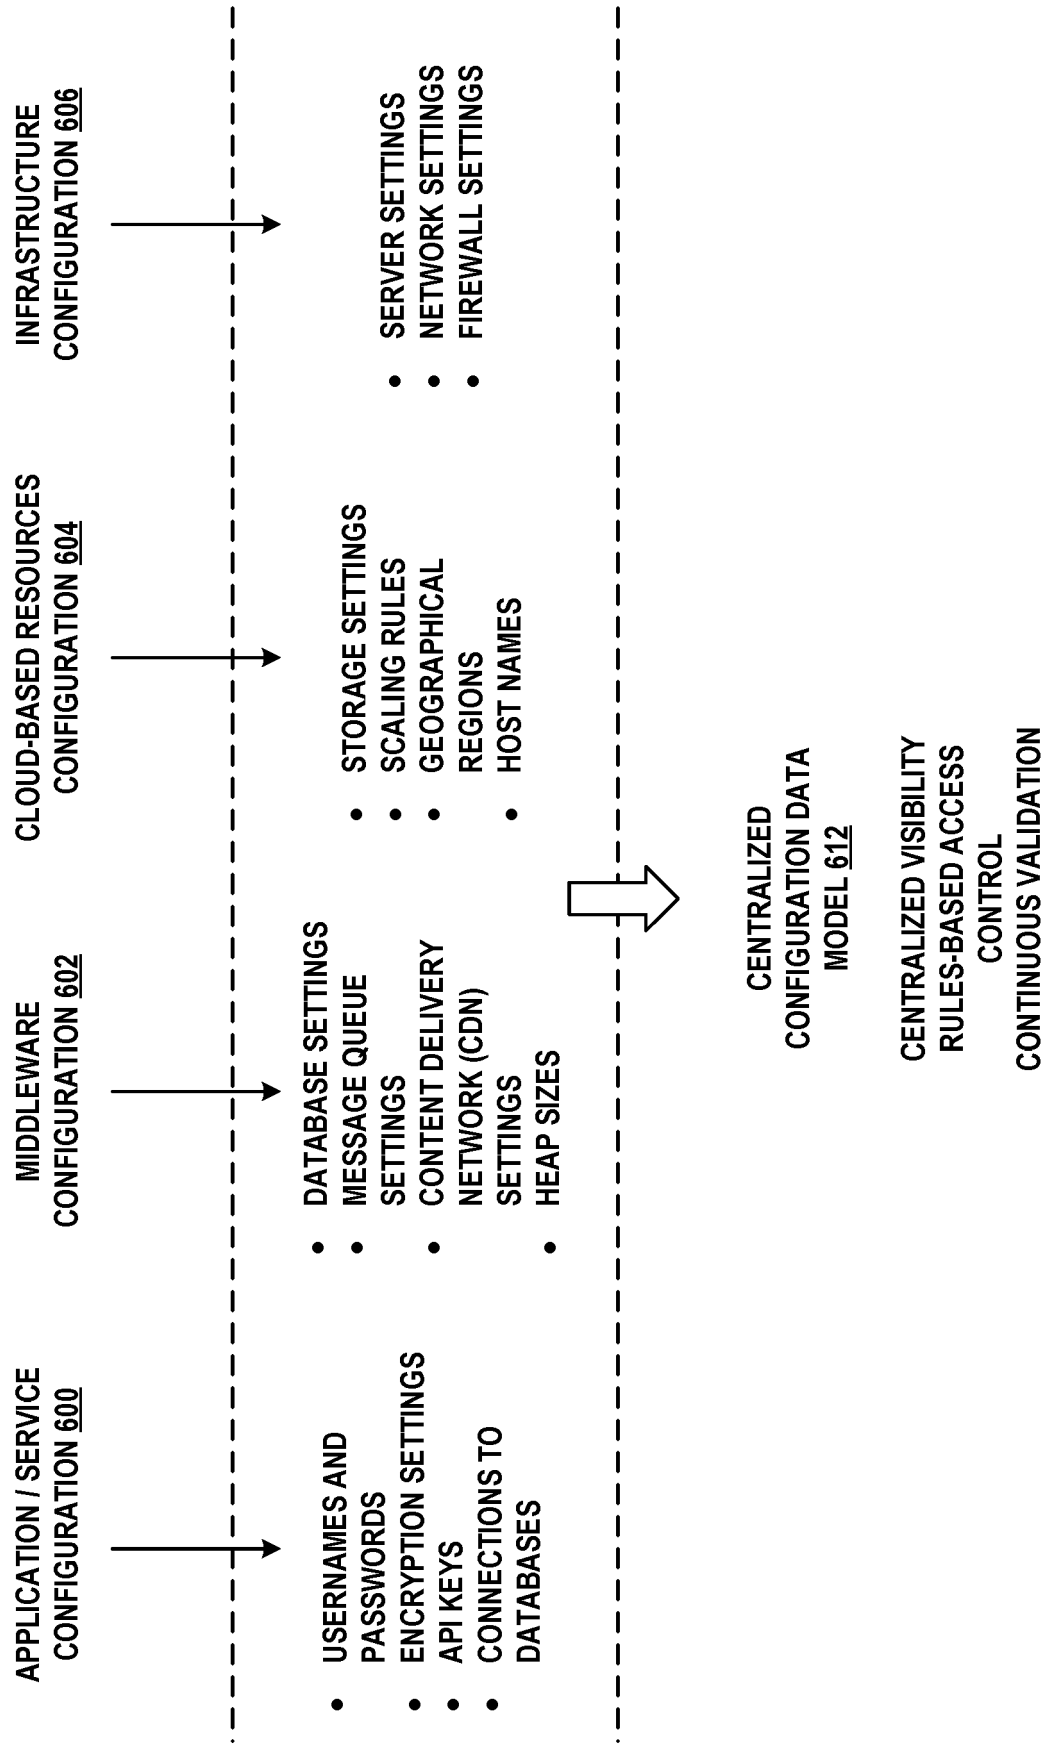 APPLICATION / SERVICE
CONFIGURATION 600
• USERNAMES AND
PASSWORDS
• ENCRYPTION SETTINGS
• API KEYS
• CONNECTIONS TO
DATABASES
MIDDLEWARE
CONFIGURATION 602
• DATABASE SETTINGS
• MESSAGE QUEUE
SETTINGS
• CONTENT DELIVERY
NETWORK (CDN)
SETTINGS
• HEAP SIZES
CLOUD-BASED RESOURCES
CONFIGURATION 604
• STORAGE SETTINGS
• SCALING RULES
• GEOGRAPHICAL
REGIONS
• HOST NAMES
INFRASTRUCTURE
CONFIGURATION 606
• SERVER SETTINGS
• NETWORK SETTINGS
• FIREWALL SETTINGS
CENTRALIZED
CONFIGURATION DATA
MODEL 612
CENTRALIZED VISIBILITY
RULES-BASED ACCESS
CONTROL
CONTINUOUS VALIDATION